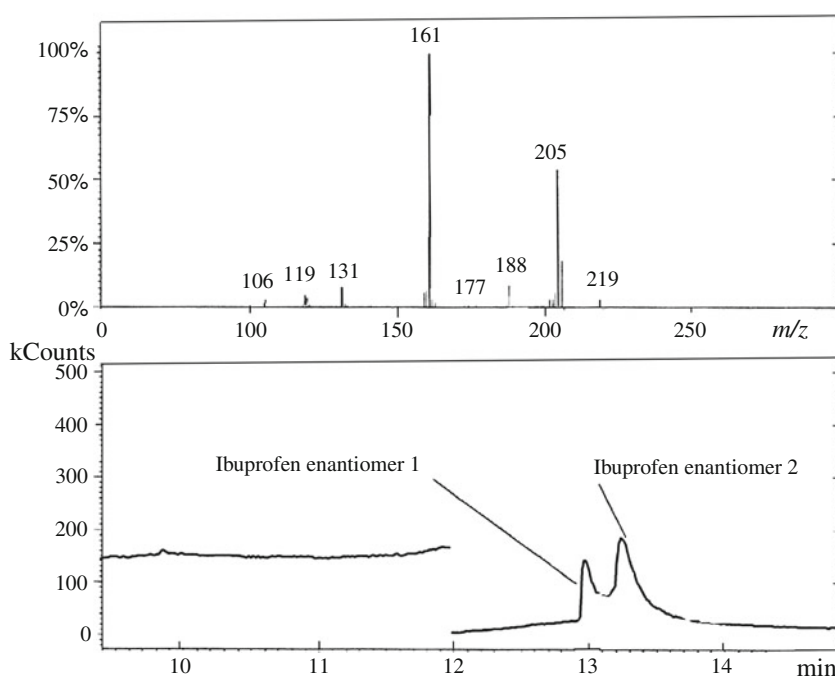 161
100%
75%
205
50%
25%
106 119 131 177 188 219
0%
0 100 150 200 250 m/z
kCounts
500
400
Ibuprofen enantiomer 1 Ibuprofen enantiomer 2
300
200
100
0
10 11 12 13 14 min